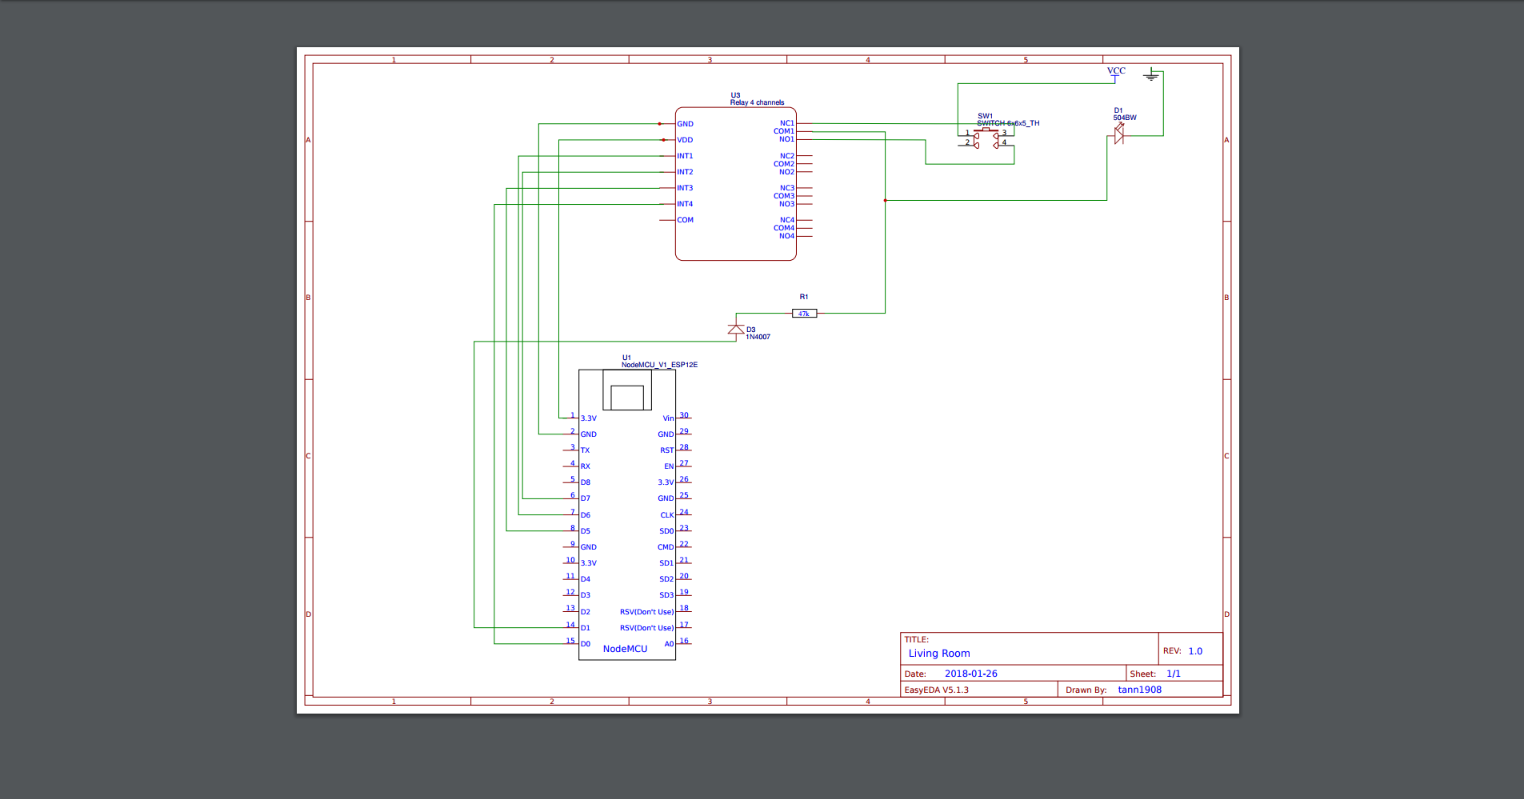 1 2 3 4 5
VCC
U3
Relay 4 channels
D1
504BW
SW1
SWITCH-6x6x5_TH
1 3
2 4
GND NC1
COM1
VDD NO1
INT1 NC2
COM2
INT2 NO2
INT3 NC3
COM3
INT4 NO3
COM NC4
COM4
NO4
A A
B B
R1
47k
D3
1N4007
U1
NodeMCU_V1_ESP12E
1 3.3V Vin 30
2 GND GND 29
3 TX RST 28
4 RX EN 27
C C
5 D8 3.3V 26
6 D7 GND 25
7 D6 CLK 24
8 D5 SD0 23
9 GND CMD 22
10 3.3V SD1 21
11 D4 SD2 20
12 D3 SD3 19
13 D2 RSV(Don't Use) 18
D D
14 D1 RSV(Don't Use) 17
15 D0 A0 16
NodeMCU
TITLE:
Living Room
REV: 1.0
Date: 2018-01-26
Sheet: 1/1
EasyEDA V5.1.3
Drawn By: tann1908
1 2 3 4 5